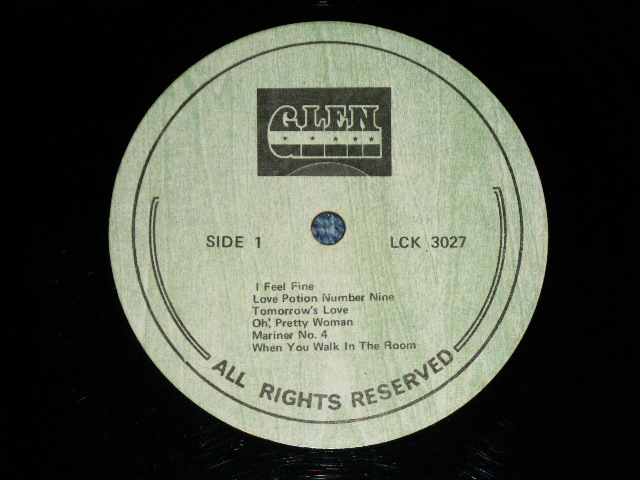 GLEN
SIDE 1
LCK 3027
I Feel Fine
Love Potion Number Nine
Tomorrow's Love
Oh, Pretty Woman
Mariner No. 4
When You Walk In The Room
ALL RIGHTS RESERVED